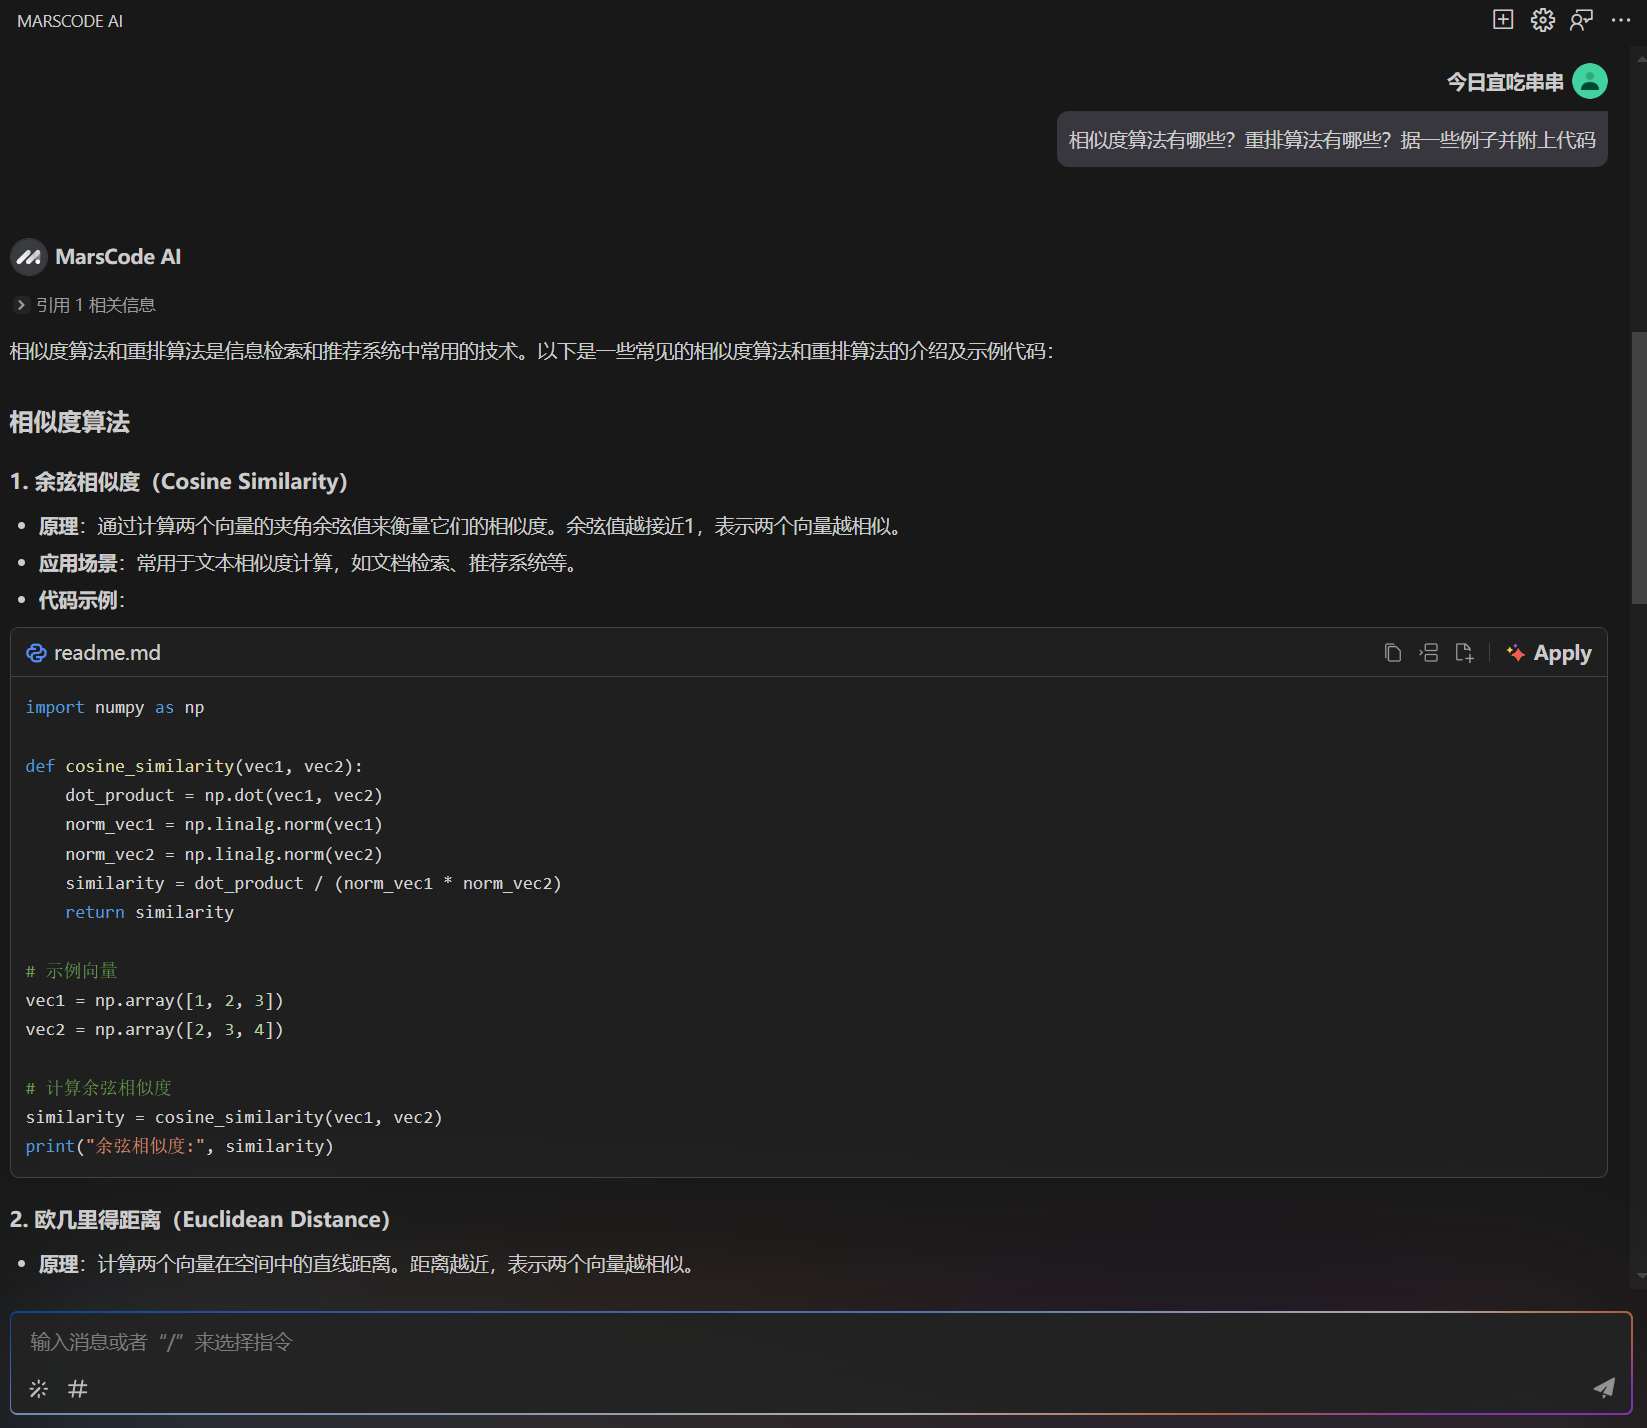 MARSCODE AI
今日宜吃串串
相似度算法有哪些？重排算法有哪些？据一些例子并附上代码
MarsCode AI
引用 1 相关信息
相似度算法和重排算法是信息检索和推荐系统中常用的技术。以下是一些常见的相似度算法和重排算法的介绍及示例代码：
相似度算法
1. 余弦相似度（Cosine Similarity）
• 原理：通过计算两个向量的夹角余弦值来衡量它们的相似度。余弦值越接近1，表示两个向量越相似。
• 应用场景：常用于文本相似度计算，如文档检索、推荐系统等。
• 代码示例：
readme.md
Apply
import numpy as np
def cosine_similarity(vec1, vec2):
    dot_product = np.dot(vec1, vec2)
    norm_vec1 = np.linalg.norm(vec1)
    norm_vec2 = np.linalg.norm(vec2)
    similarity = dot_product / (norm_vec1 * norm_vec2)
    return similarity
# 示例向量
vec1 = np.array([1, 2, 3])
vec2 = np.array([2, 3, 4])
# 计算余弦相似度
similarity = cosine_similarity(vec1, vec2)
print("余弦相似度:", similarity)
2. 欧几里得距离（Euclidean Distance）
• 原理：计算两个向量在空间中的直线距离。距离越近，表示两个向量越相似。
输入消息或者“/”来选择指令